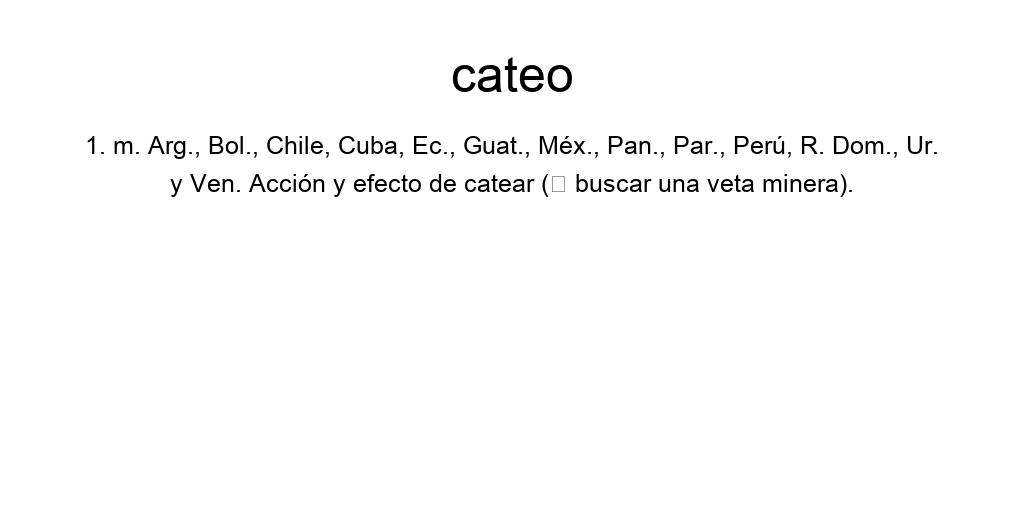 cateo
1. m. Arg., Bol., Chile, Cuba, Ec., Guat., Méx., Pan., Par., Perú, R. Dom., Ur.
y Ven. Acción y efecto de catear (▯ buscar una veta minera).